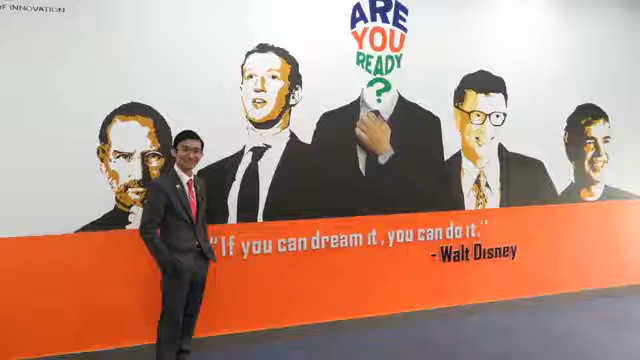 OF INNOVATION
ARE
YOU
READY
?
"If you can dream it, you can do it."
- Walt Disney